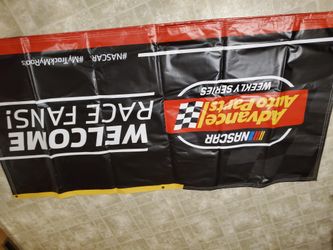 NASCAR
Advance
Auto Parts
WEEKLY SERIES
WELCOME
RACE FANS!
#NASCAR #MyTrackMyRoots